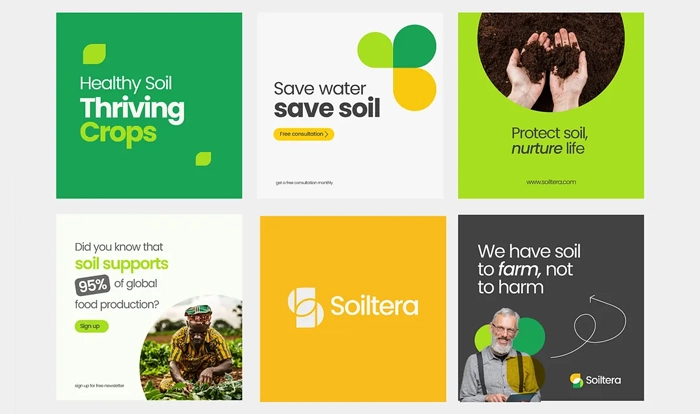 Healthy Soil
Thriving
Crops
Save water
save soil
Free consultation
get a free consultation monthly
Protect soil,
nurture life
www.soiltera.com
Did you know that
soil supports
95% of global
food production?
Sign up
sign up for free newsletter
Soiltera
We have soil
to farm, not
to harm
Soiltera